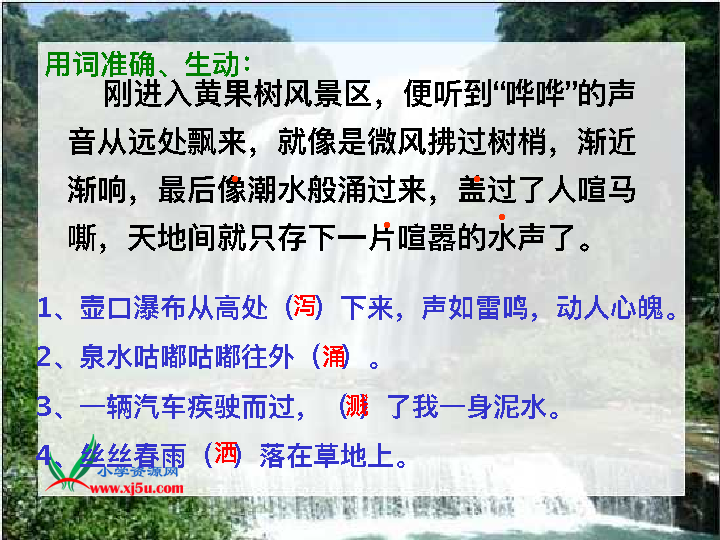 用词准确、生动：
刚进入黄果树风景区，便听到“哗哗”的声
音从远处飘来，就像是微风拂过树梢，渐近
渐响，最后像潮水般涌过来，盖过了人喧马
嘶，天地间就只存下一片喧嚣的水声了。
1、壶口瀑布从高处（泻）下来，声如雷鸣，动人心魄。
2、泉水咕嘟咕嘟往外（涌）。
3、一辆汽车疾驶而过，（溅）了我一身泥水。
4、丝丝春雨（洒）落在草地上。
小学资源网
www.xj5u.com